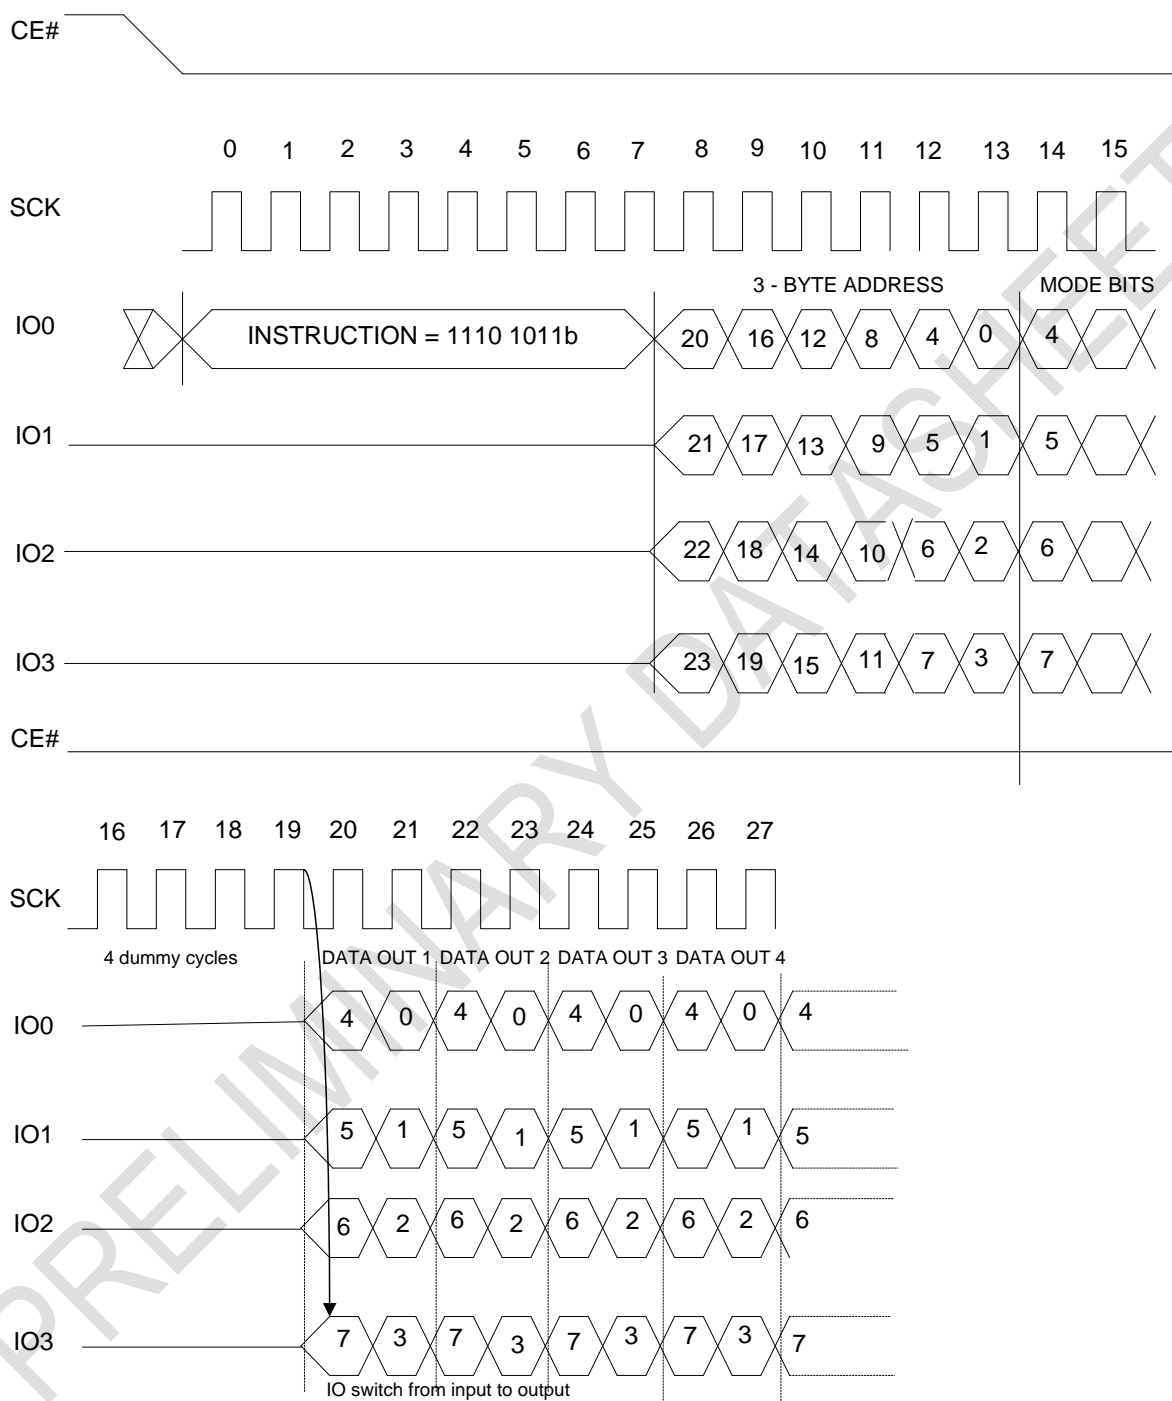 CE#
0 1 2 3 4 5 6 7 8 9 10 11 12 13 14 15
SCK
3 - BYTE ADDRESS MODE BITS
IO0 INSTRUCTION = 1110 1011b 20 16 12 8 4 0 4
IO1 21 17 13 9 5 1 5
IO2 22 18 14 10 6 2 6
IO3 23 19 15 11 7 3 7
CE#
16 17 18 19 20 21 22 23 24 25 26 27
SCK
4 dummy cycles DATA OUT 1 DATA OUT 2 DATA OUT 3 DATA OUT 4
IO0 4 0 4 0 4 0 4 0 4
IO1 5 1 5 1 5 1 5 1 5
IO2 6 2 6 2 6 2 6 2 6
IO3 7 3 7 3 7 3 7 3 7
IO switch from input to output
PRELIMINARY DATASHEET